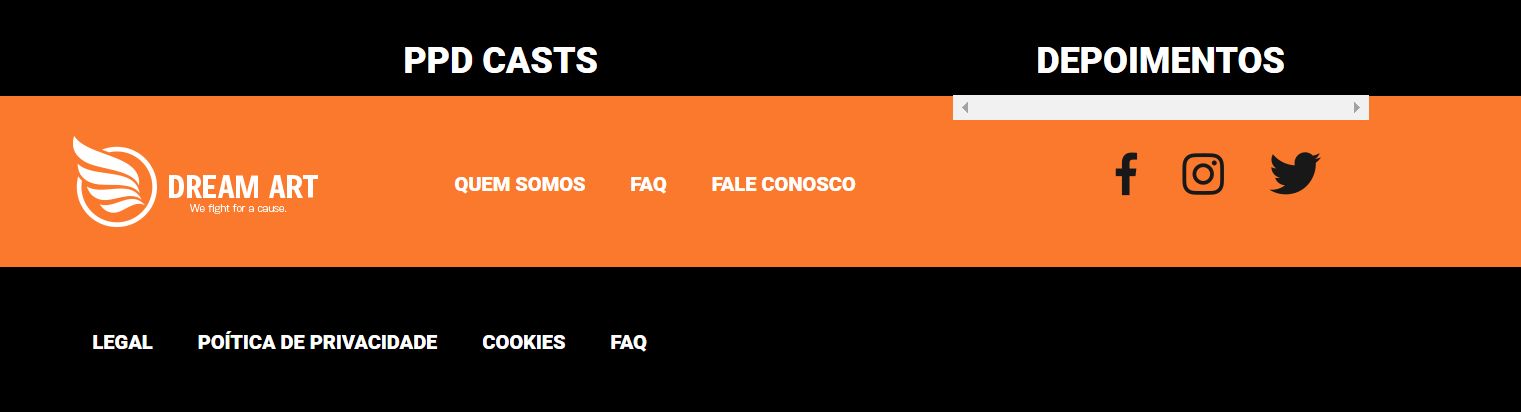 PPD CASTS
DEPOIMENTOS
DREAM ART
We fight for a cause.
QUEM SOMOS
FAQ
FALE CONOSCO
LEGAL
POÍTICA DE PRIVACIDADE
COOKIES
FAQ